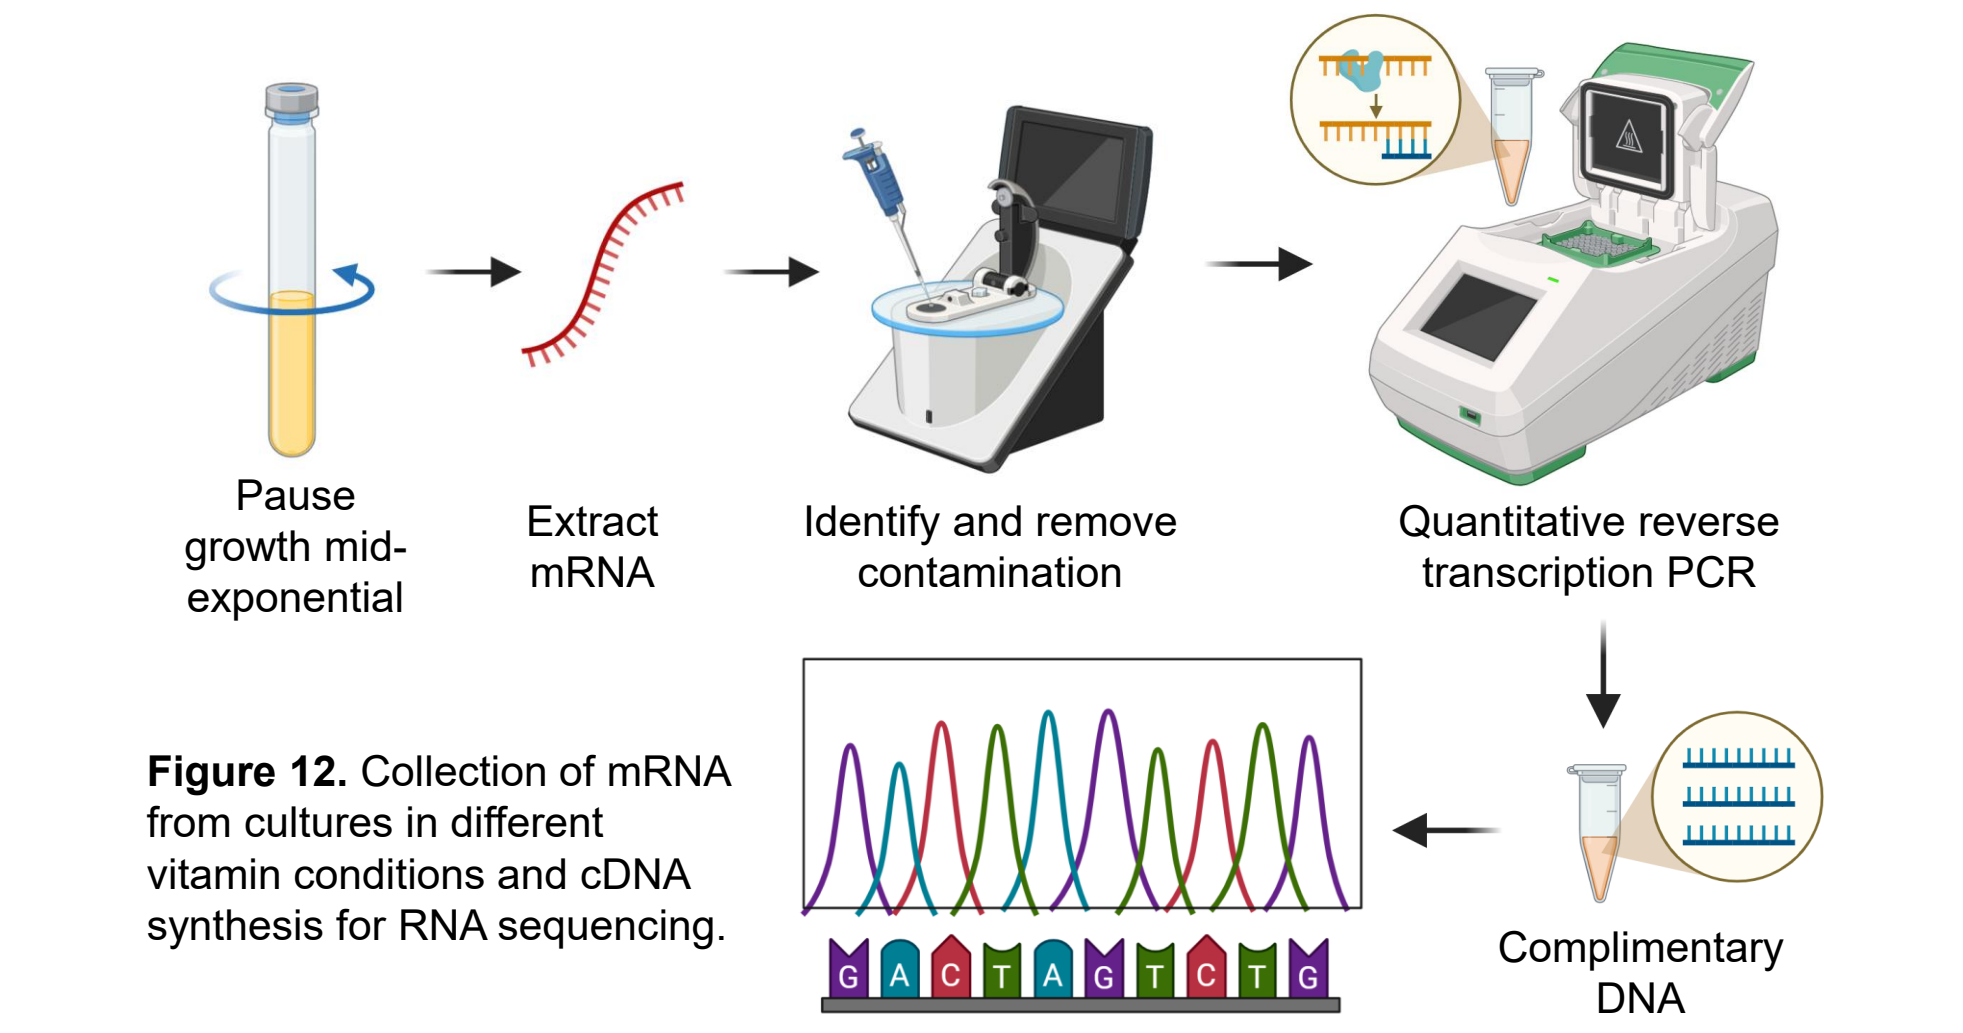 Pause
growth mid-
exponential
Extract
mRNA
Identify and remove
contamination
Quantitative reverse
transcription PCR
Complimentary
DNA
G A C T A G T C T G
Figure 12. Collection of mRNA
from cultures in different
vitamin conditions and cDNA
synthesis for RNA sequencing.